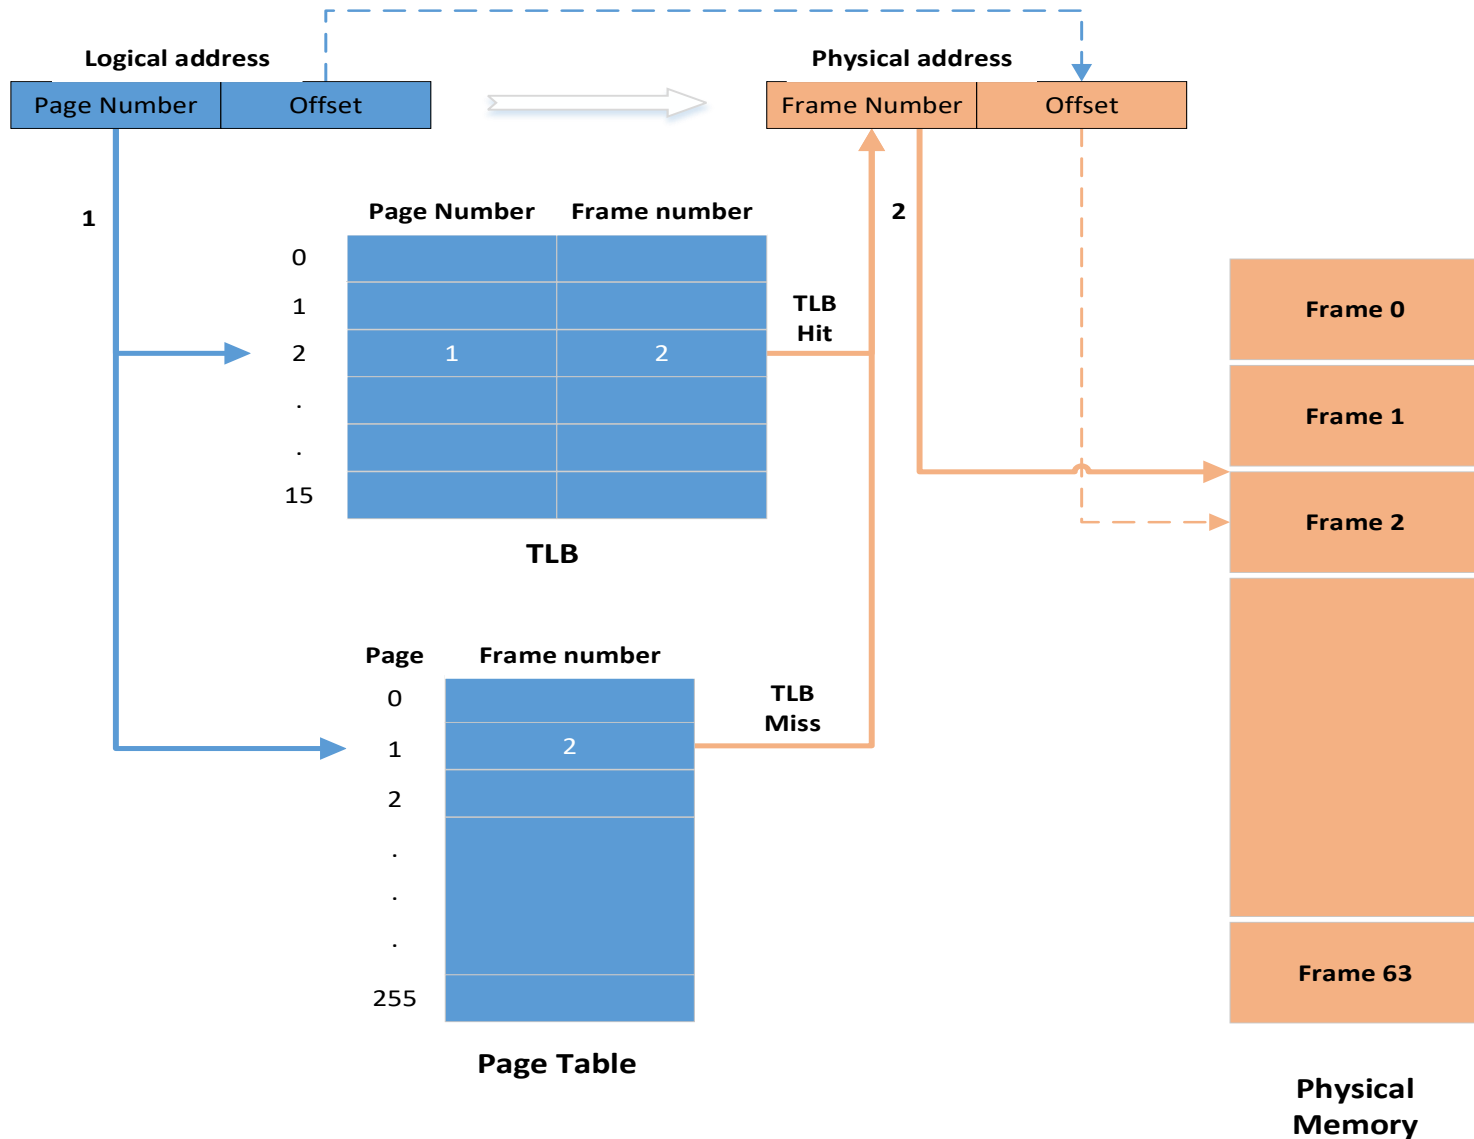 Logical address
Physical address
Page Number Offset
Frame Number Offset
1
2
Page Number Frame number
0
1
2 1 2
.
.
15
TLB
Hit
TLB
Page Frame number
0
1 2
2
.
.
.
255
TLB
Miss
Page Table
Frame 0
Frame 1
Frame 2
Frame 63
Physical
Memory